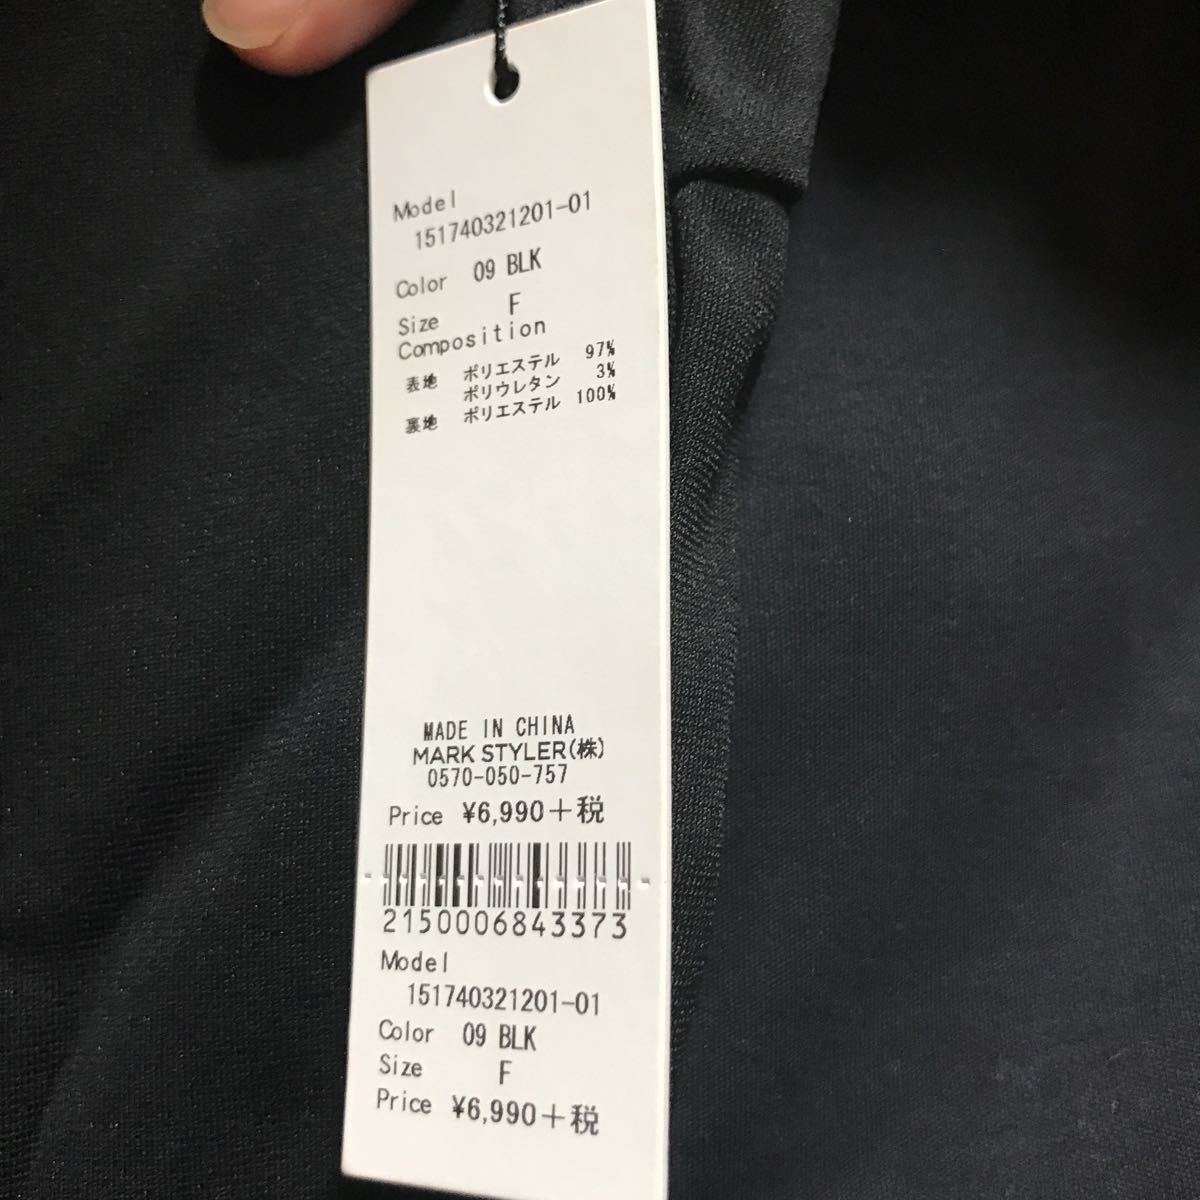 Model
151740321201-01
Color 09 BLK
Size F
Composition
表地 ポリエステル 97%
ポリウレタン 3%
裏地 ポリエステル 100%
MADE IN CHINA
MARK STYLER(株)
0570-050-757
Price ¥6,990+税
2150006843373
Model
151740321201-01
Color 09 BLK
Size F
Price ¥6,990+税